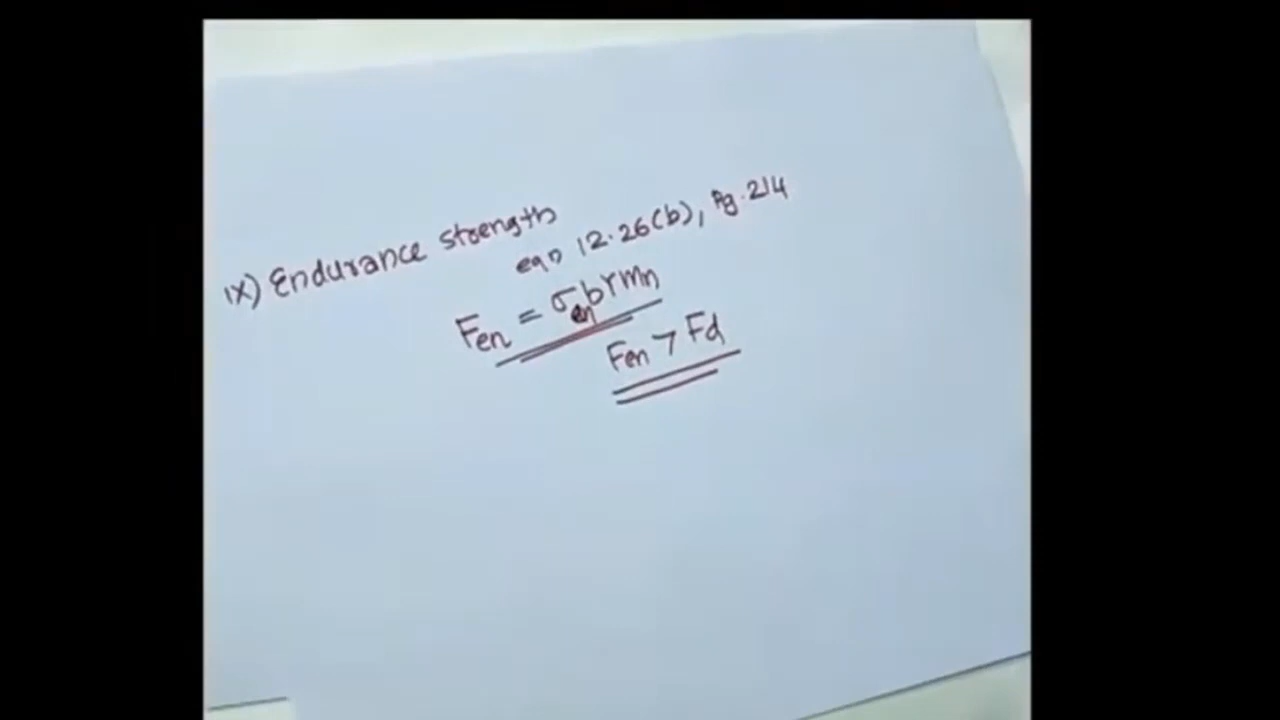 ix) Endurance strength
eqn 12.26(b), Pg.214
Fen = σen b Y mn
Fen > Fd